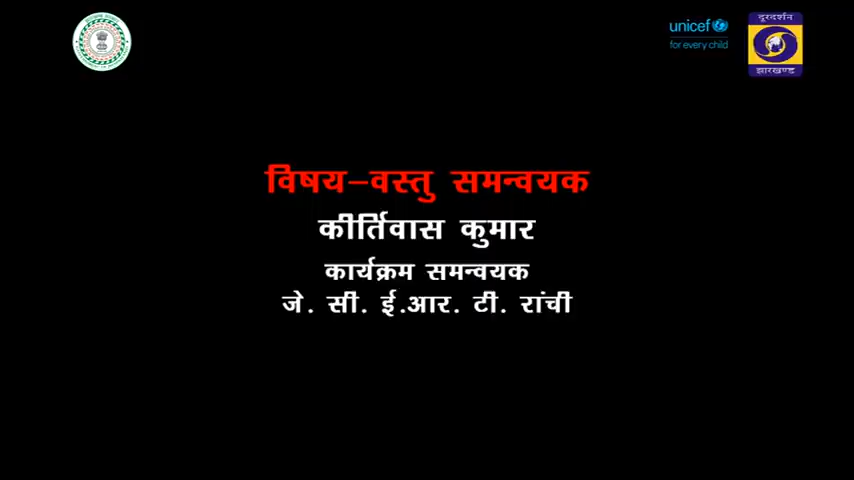 unicef
for every child
दूरदर्शन
झारखण्ड
विषय-वस्तु समन्वयक
कीर्तिवास कुमार
कार्यक्रम समन्वयक
जे. सी. ई.आर. टी. रांची